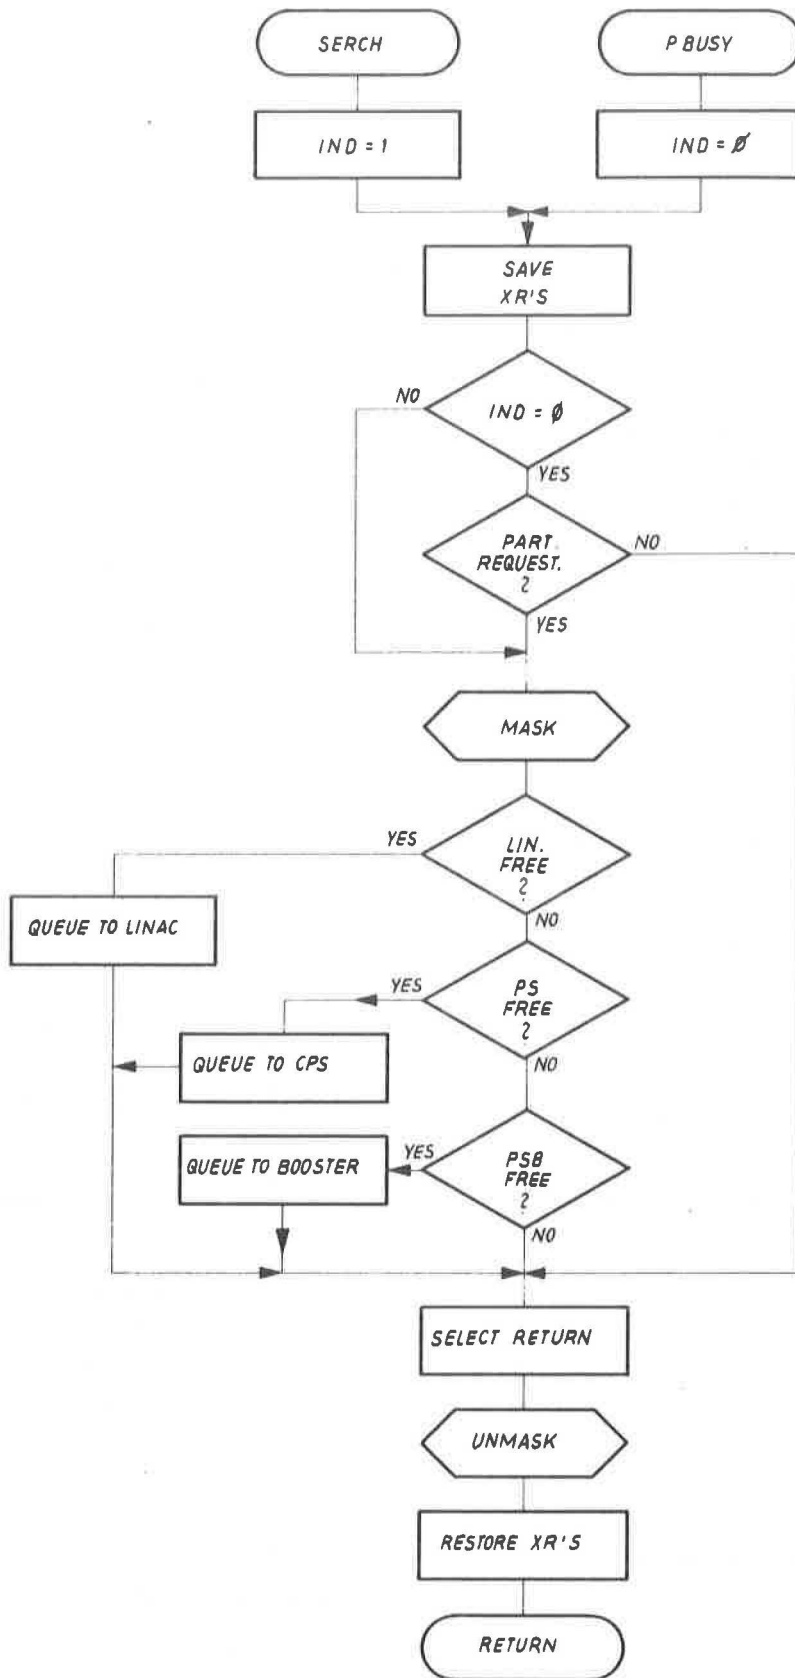 SERCH
P BUSY
IND = 1
IND = Ø
SAVE
XR'S
NO
IND = Ø
YES
PART.
REQUEST.
?
NO
YES
MASK
YES
LIN.
FREE
?
NO
QUEUE TO LINAC
YES
PS
FREE
?
NO
QUEUE TO CPS
YES
PSB
FREE
?
NO
QUEUE TO BOOSTER
SELECT RETURN
UNMASK
RESTORE XR'S
RETURN